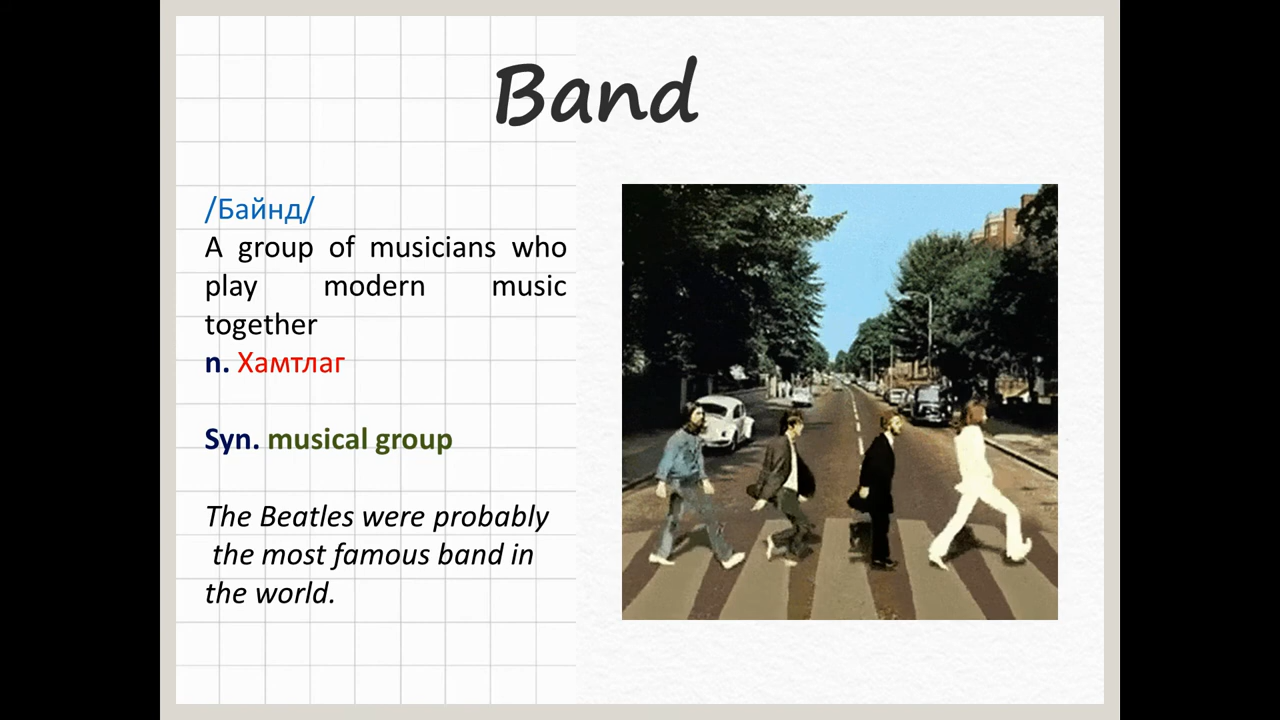 Band
/Байнд/
A group of musicians who
play modern music
together
n. Хамтлаг
Syn. musical group
The Beatles were probably
the most famous band in
the world.